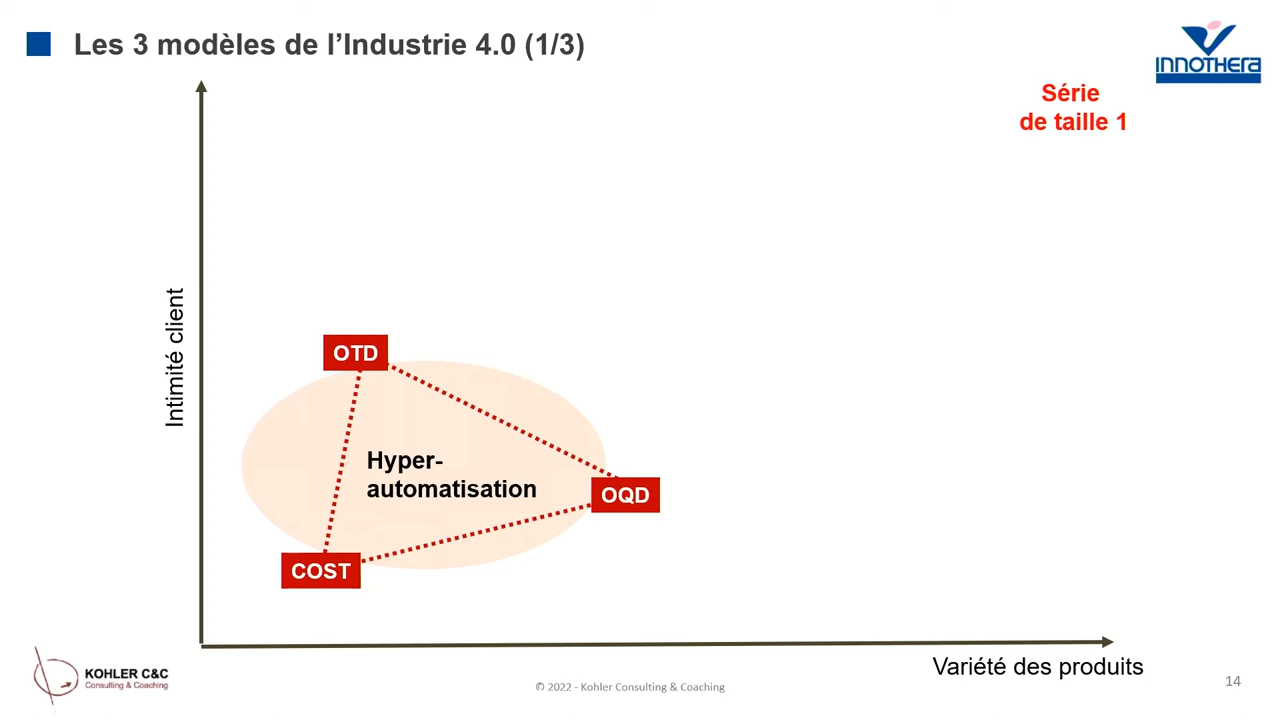 Les 3 modèles de l’Industrie 4.0 (1/3)
INNOTHERA
Série
de taille 1
Intimité client
OTD
Hyper-
automatisation
OQD
COST
Variété des produits
KOHLER C&C
Consulting & Coaching
© 2022 - Kohler Consulting & Coaching
14